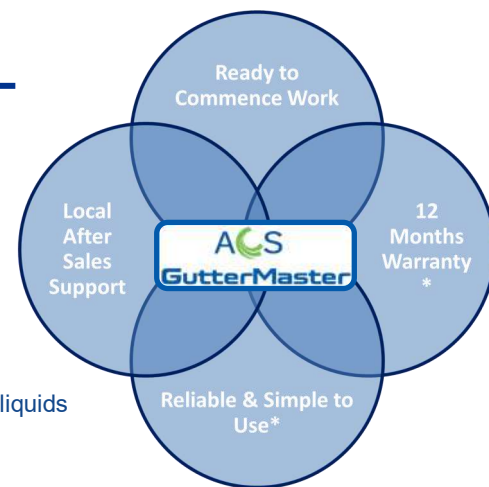 Ready to
Commence Work
Local
After
Sales
Support
ACS
GutterMaster
12
Months
Warranty
*
liquids
Reliable & Simple to
Use*